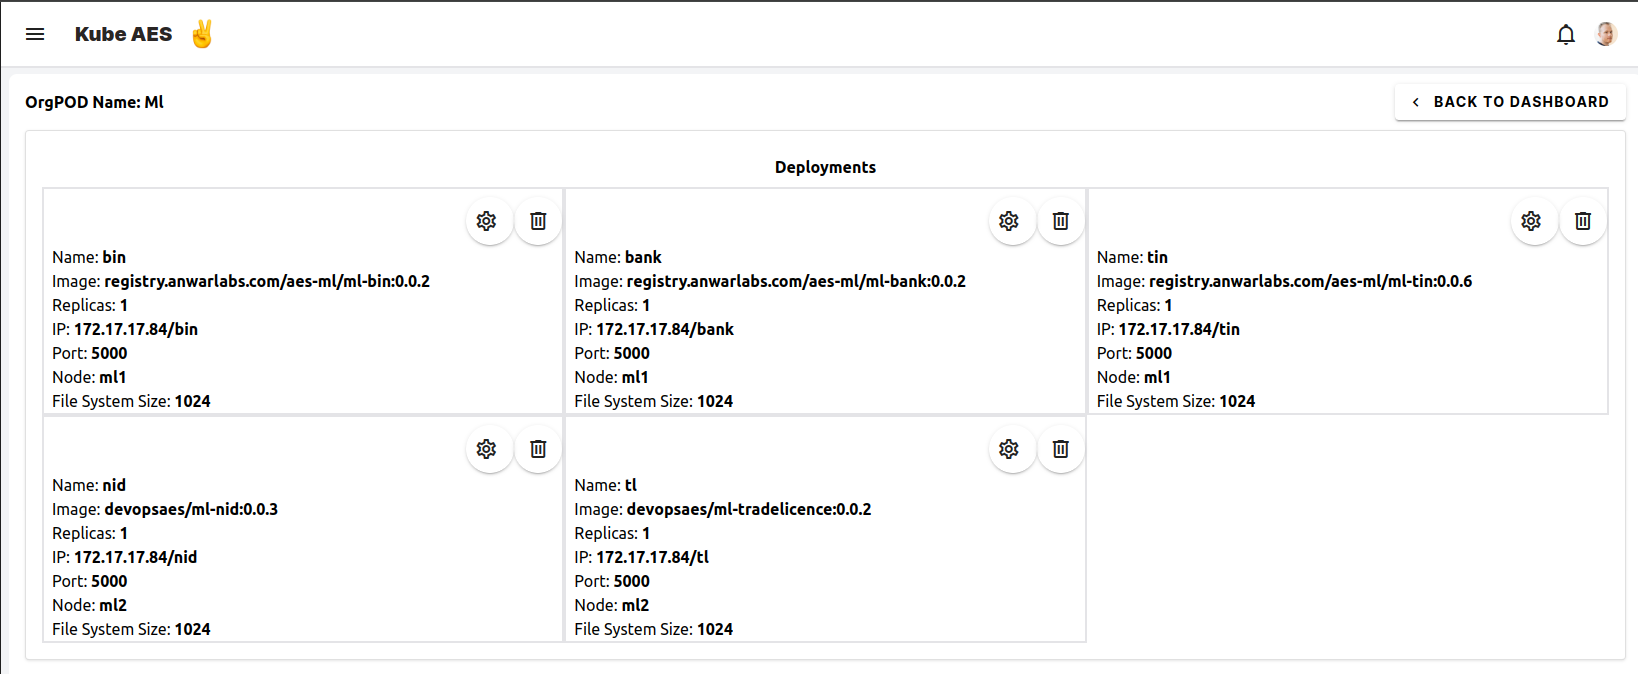 Kube AES ✌
OrgPOD Name: Ml
BACK TO DASHBOARD
Deployments
Name: bin
Image: registry.anwarlabs.com/aes-ml/ml-bin:0.0.2
Replicas: 1
IP: 172.17.17.84/bin
Port: 5000
Node: ml1
File System Size: 1024
Name: bank
Image: registry.anwarlabs.com/aes-ml/ml-bank:0.0.2
Replicas: 1
IP: 172.17.17.84/bank
Port: 5000
Node: ml1
File System Size: 1024
Name: tin
Image: registry.anwarlabs.com/aes-ml/ml-tin:0.0.6
Replicas: 1
IP: 172.17.17.84/tin
Port: 5000
Node: ml1
File System Size: 1024
Name: nid
Image: devopsaes/ml-nid:0.0.3
Replicas: 1
IP: 172.17.17.84/nid
Port: 5000
Node: ml2
File System Size: 1024
Name: tl
Image: devopsaes/ml-tradelicence:0.0.2
Replicas: 1
IP: 172.17.17.84/tl
Port: 5000
Node: ml2
File System Size: 1024